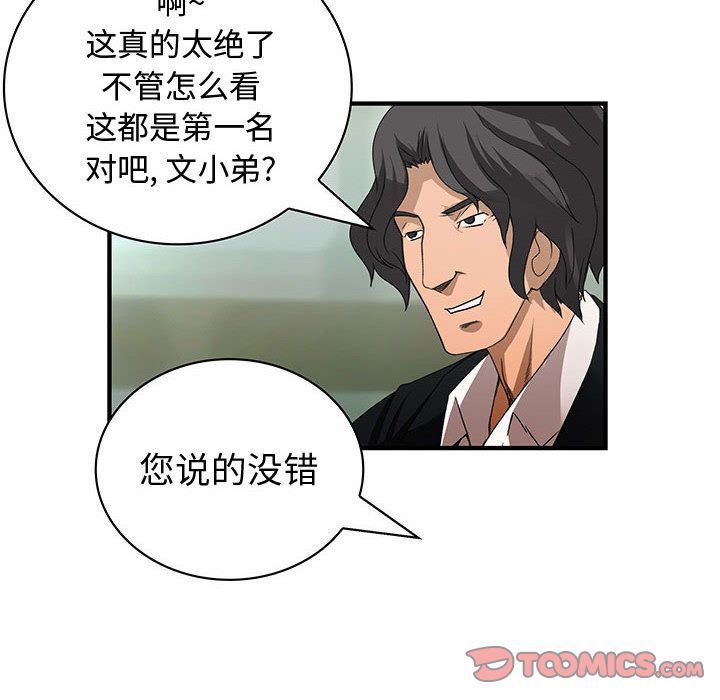 啊~
这真的太绝了
不管怎么看
这都是第一名
对吧, 文小弟?
您说的没错
TOOMICS.COM